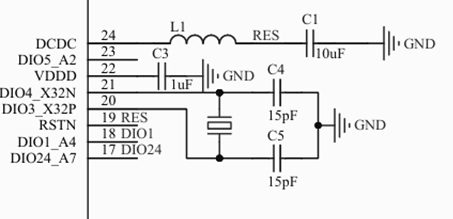 L1 C1
DCDC 24 RES 10uF GND
DIO5_A2 23
VDDD 22 C3 1uF GND C4
DIO4_X32N 21 15pF
DIO3_X32P 20
RSTN 19 RES GND
DIO1_A4 18 DIO1 C5
DIO24_A7 17 DIO24
15pF